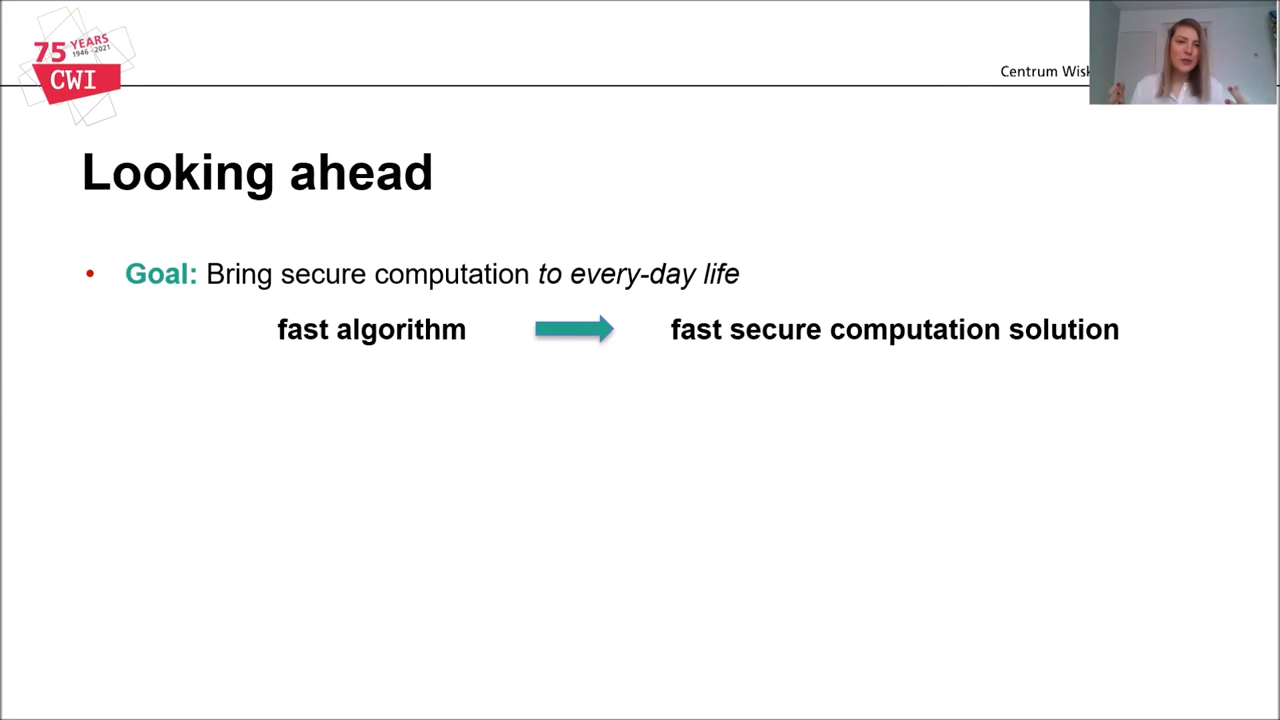 75 YEARS
1946 - 2021
CWI
Centrum Wisk
Looking ahead
• Goal: Bring secure computation to every-day life
fast algorithm fast secure computation solution